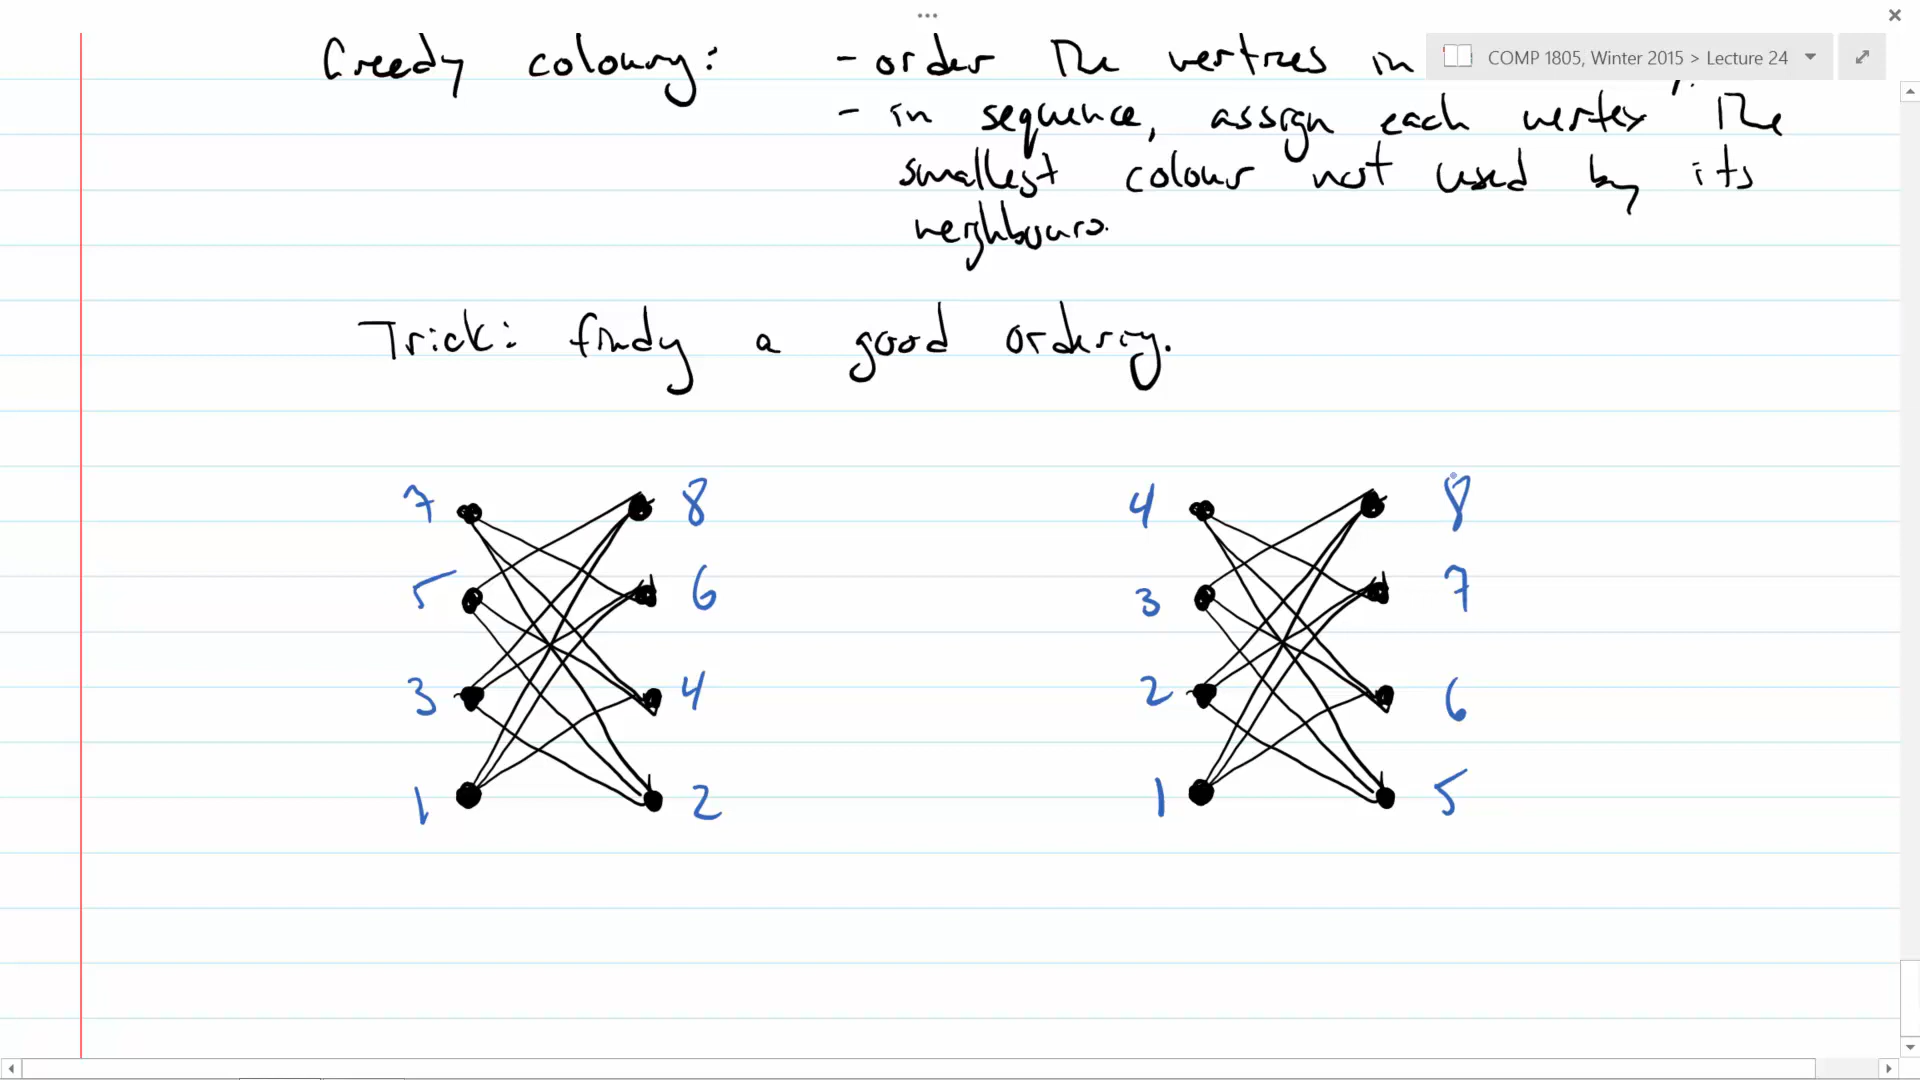 Greedy colouring: - order the vertices in
COMP 1805, Winter 2015 > Lecture 24
- in sequence, assign each vertex the
smallest colour not used by its
neighbours.
Trick: finding a good ordering.
7 8 4 8
5 6 3 7
3 4 2 6
1 2 1 5